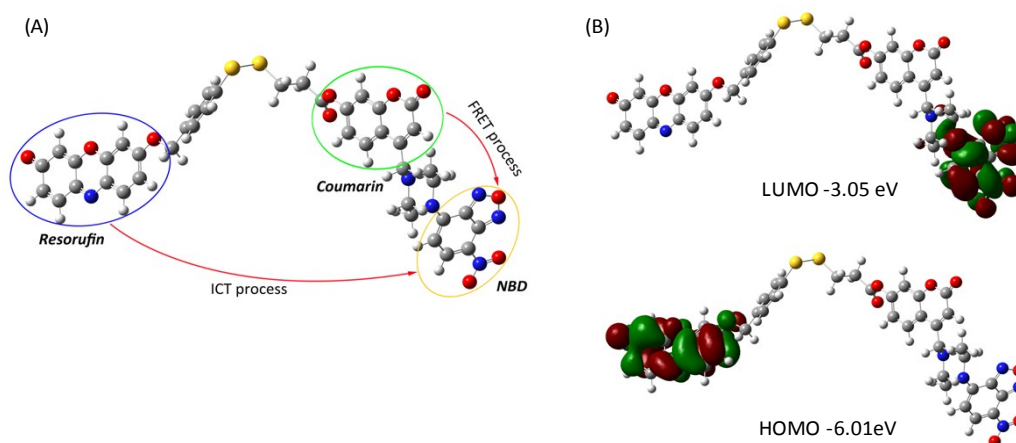 (A)
(B)
FRET process
Coumarin
Resorufin
NBD
ICT process
LUMO -3.05 eV
HOMO -6.01eV